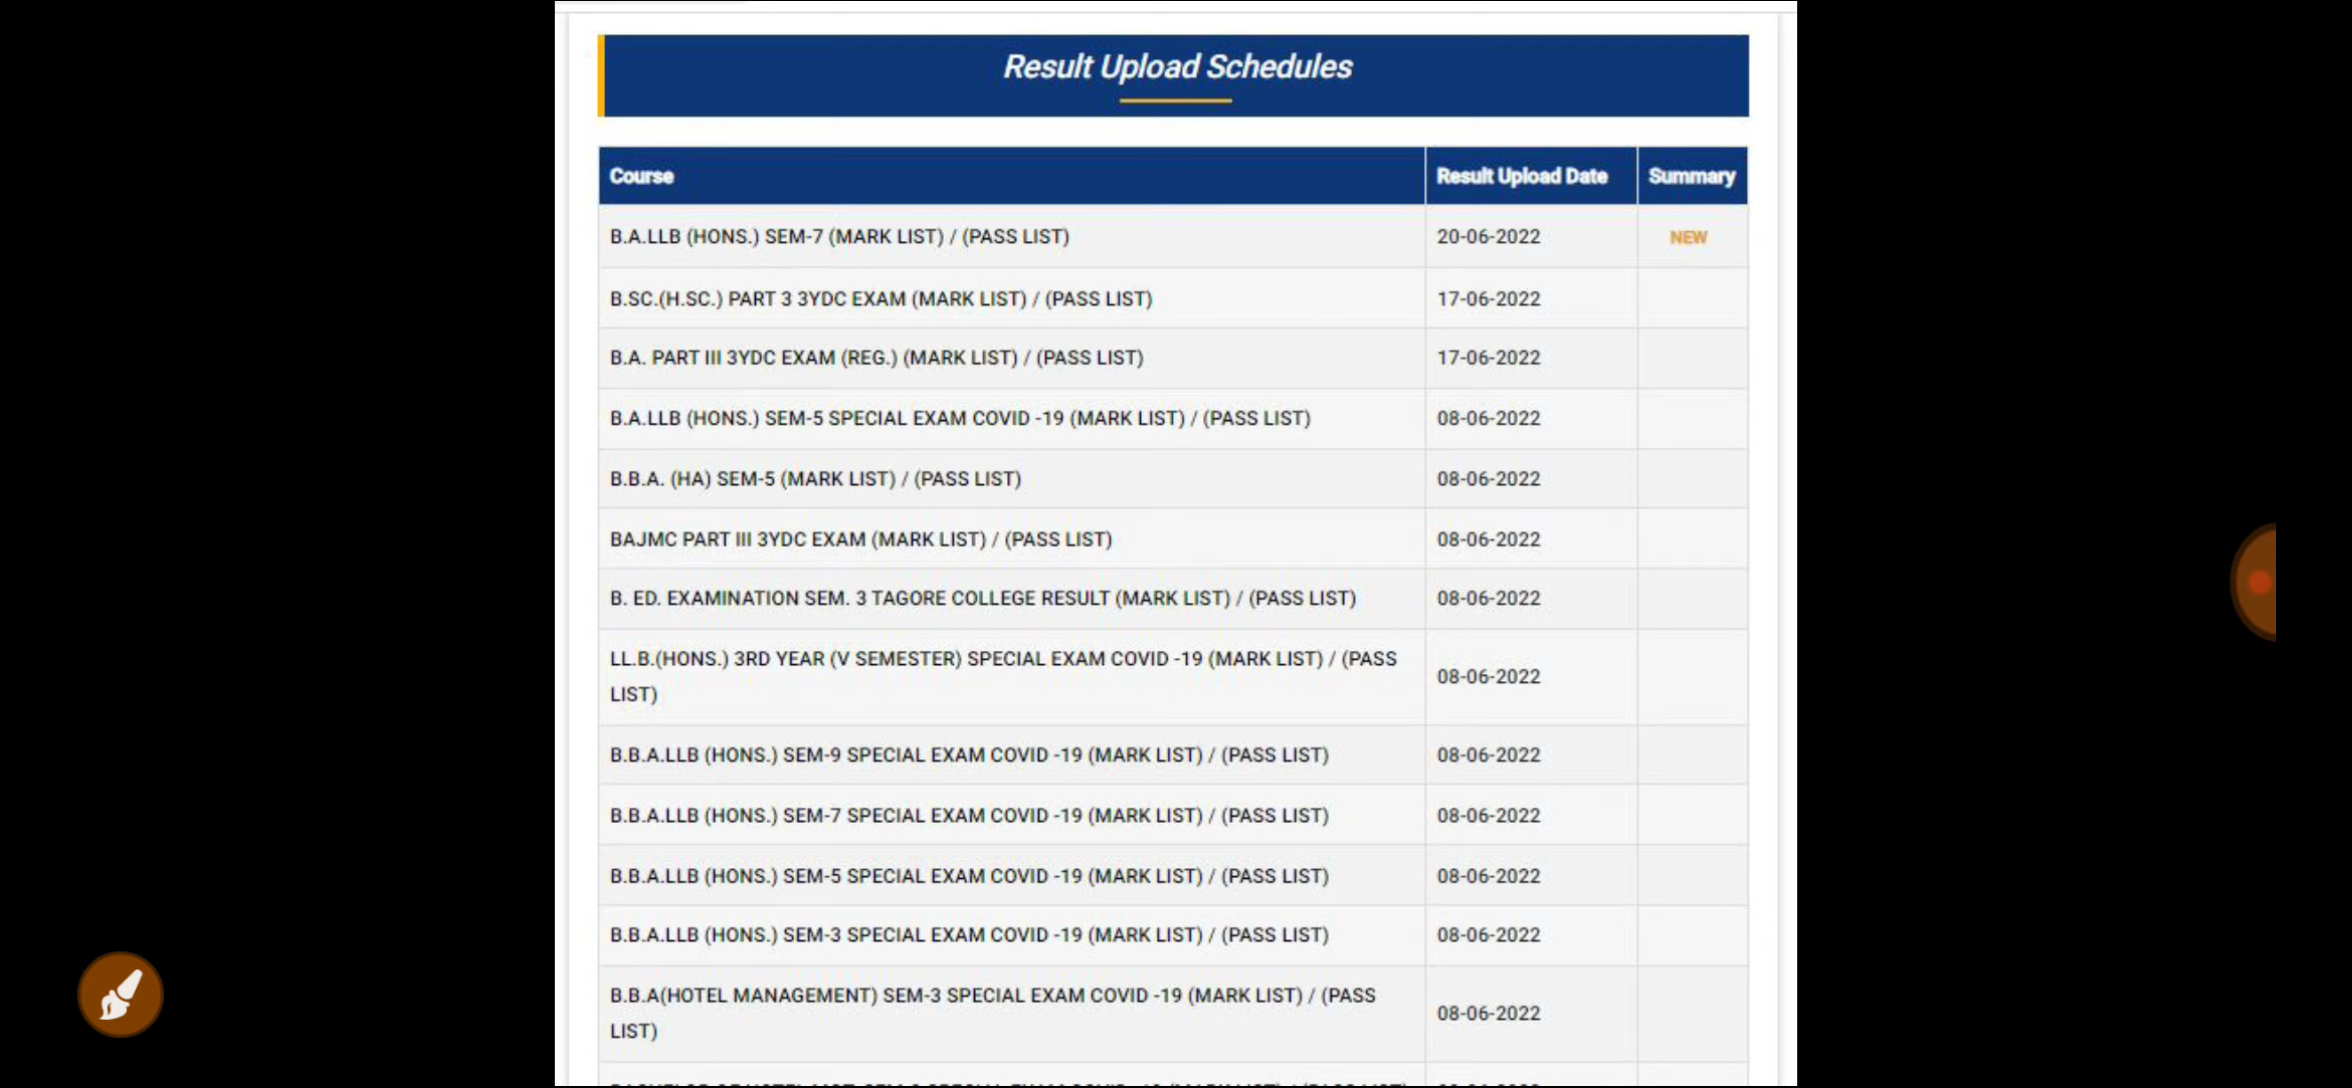 Result Upload Schedules
Course Result Upload Date Summary
B.A.LLB (HONS.) SEM-7 (MARK LIST) / (PASS LIST) 20-06-2022 NEW
B.SC.(H.SC.) PART 3 3YDC EXAM (MARK LIST) / (PASS LIST) 17-06-2022
B.A. PART III 3YDC EXAM (REG.) (MARK LIST) / (PASS LIST) 17-06-2022
B.A.LLB (HONS.) SEM-5 SPECIAL EXAM COVID -19 (MARK LIST) / (PASS LIST) 08-06-2022
B.B.A. (HA) SEM-5 (MARK LIST) / (PASS LIST) 08-06-2022
BAJMC PART III 3YDC EXAM (MARK LIST) / (PASS LIST) 08-06-2022
B. ED. EXAMINATION SEM. 3 TAGORE COLLEGE RESULT (MARK LIST) / (PASS LIST) 08-06-2022
LL.B.(HONS.) 3RD YEAR (V SEMESTER) SPECIAL EXAM COVID -19 (MARK LIST) / (PASS
LIST) 08-06-2022
B.B.A.LLB (HONS.) SEM-9 SPECIAL EXAM COVID -19 (MARK LIST) / (PASS LIST) 08-06-2022
B.B.A.LLB (HONS.) SEM-7 SPECIAL EXAM COVID -19 (MARK LIST) / (PASS LIST) 08-06-2022
B.B.A.LLB (HONS.) SEM-5 SPECIAL EXAM COVID -19 (MARK LIST) / (PASS LIST) 08-06-2022
B.B.A.LLB (HONS.) SEM-3 SPECIAL EXAM COVID -19 (MARK LIST) / (PASS LIST) 08-06-2022
B.B.A(HOTEL MANAGEMENT) SEM-3 SPECIAL EXAM COVID -19 (MARK LIST) / (PASS
LIST) 08-06-2022